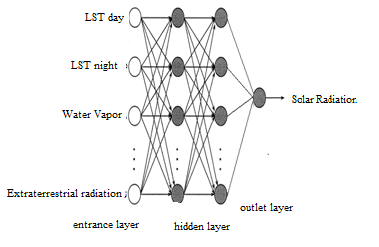 LST day
LST night
Water Vapor
Extraterrestrial radiation
Solar Radiation
entrance layer
hidden layer
outlet layer